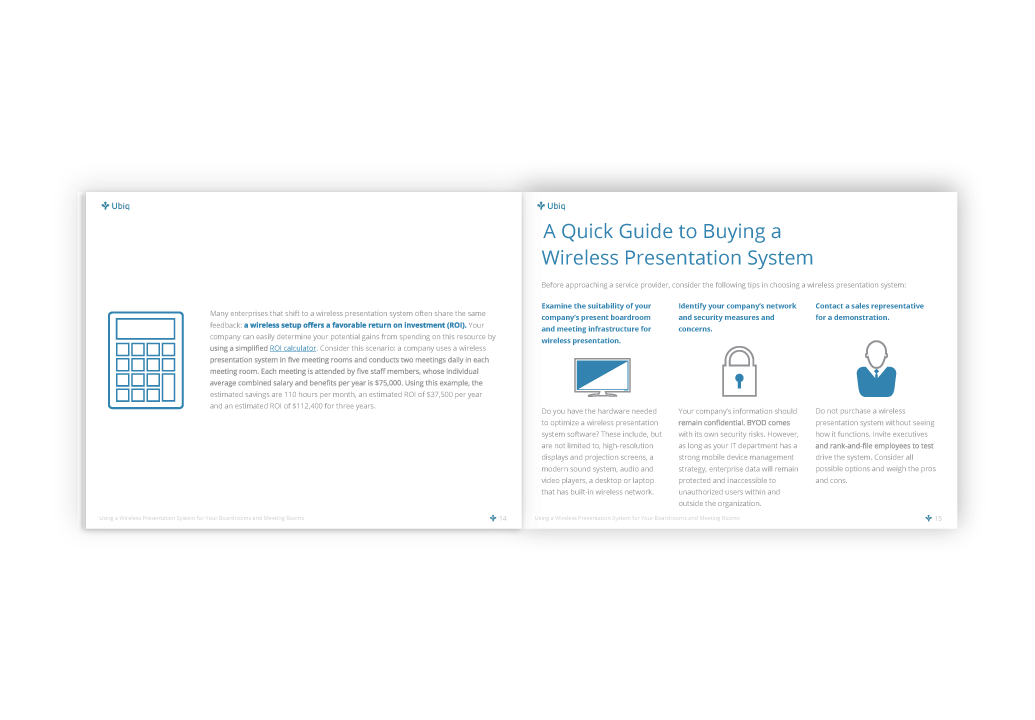 Ubiq
Many enterprises that shift to a wireless presentation system often share the same
feedback: a wireless setup offers a favorable return on investment (ROI). Your
company can easily determine your potential gains from spending on this resource by
using a simplified ROI calculator. Consider this scenario: a company uses a wireless
presentation system in five meeting rooms and conducts two meetings daily in each
meeting room. Each meeting is attended by five staff members, whose individual
average combined salary and benefits per year is $75,000. Using this example, the
estimated savings are 110 hours per month, an estimated ROI of $37,500 per year
and an estimated ROI of $112,400 for three years.
Using a Wireless Presentation System for Your Boardrooms and Meeting Rooms
14
Ubiq
A Quick Guide to Buying a
Wireless Presentation System
Before approaching a service provider, consider the following tips in choosing a wireless presentation system:
Examine the suitability of your
company's present boardroom
and meeting infrastructure for
wireless presentation.
Do you have the hardware needed
to optimize a wireless presentation
system software? These include, but
are not limited to, high-resolution
displays and projection screens, a
modern sound system, audio and
video players, a desktop or laptop
that has built-in wireless network.
Identify your company's network
and security measures and
concerns.
Your company's information should
remain confidential. BYOD comes
with its own security risks. However,
as long as your IT department has a
strong mobile device management
strategy, enterprise data will remain
protected and inaccessible to
unauthorized users within and
outside the organization.
Contact a sales representative
for a demonstration.
Do not purchase a wireless
presentation system without seeing
how it functions. Invite executives
and rank-and-file employees to test
drive the system. Consider all
possible options and weigh the pros
and cons.
Using a Wireless Presentation System for Your Boardrooms and Meeting Rooms
15